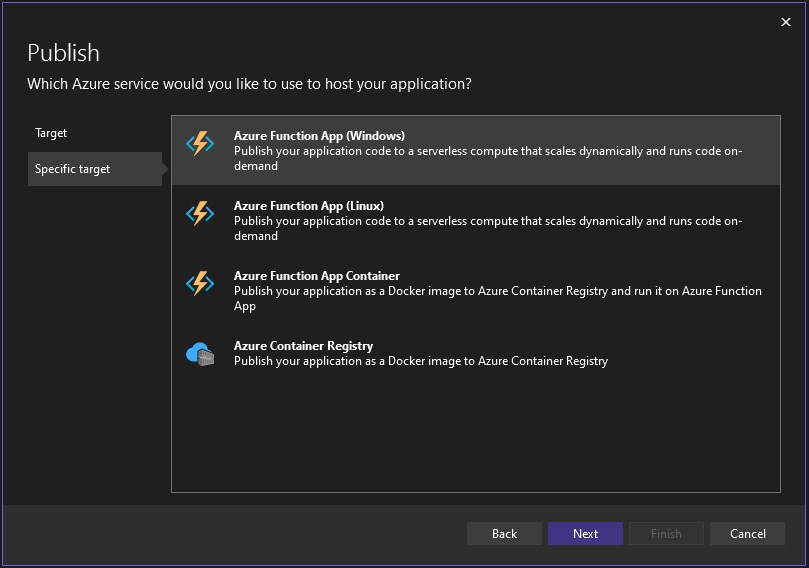 Publish
Which Azure service would you like to use to host your application?
Target
Specific target
Azure Function App (Windows)
Publish your application code to a serverless compute that scales dynamically and runs code on-
demand
Azure Function App (Linux)
Publish your application code to a serverless compute that scales dynamically and runs code on-
demand
Azure Function App Container
Publish your application as a Docker image to Azure Container Registry and run it on Azure Function
App
Azure Container Registry
Publish your application as a Docker image to Azure Container Registry
Back
Next
Finish
Cancel